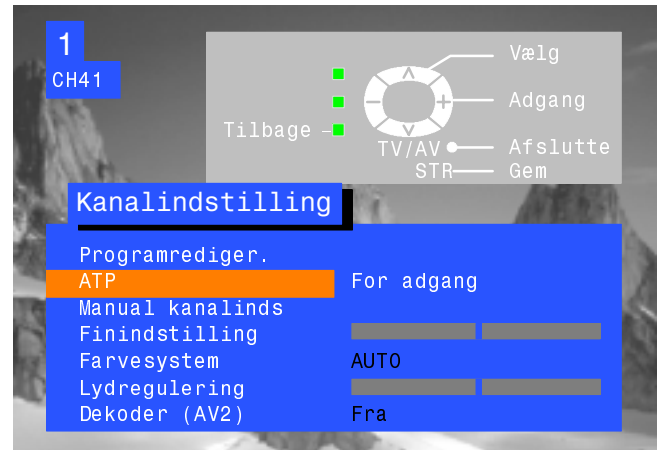 1
CH41
Vælg
Adgang
Tilbage
TV/AV Afslutte
STR Gem
Kanalindstilling
Programrediger.
ATP For adgang
Manual kanalinds
Finindstilling
Farvesystem AUTO
Lydregulering
Dekoder (AV2) Fra